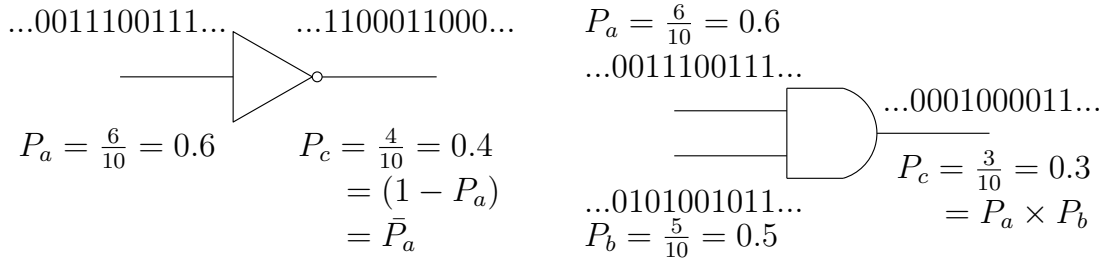 ...0011100111...
...1100011000...
P_a = 6/10 = 0.6
P_c = 4/10 = 0.4
= (1 − P_a)
= P̄_a
P_a = 6/10 = 0.6
...0011100111...
...0101001011...
P_b = 5/10 = 0.5
...0001000011...
P_c = 3/10 = 0.3
= P_a × P_b